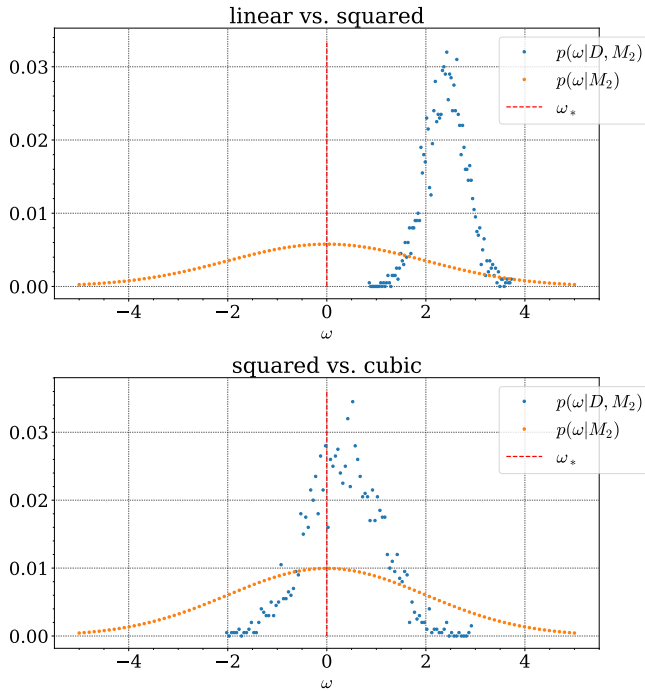 linear vs. squared
p(ω|D, M₂)
p(ω|M₂)
ω*
0.03
0.02
0.01
0.00
−4 −2 0 2 4
ω
squared vs. cubic
p(ω|D, M₂)
p(ω|M₂)
ω*
0.03
0.02
0.01
0.00
−4 −2 0 2 4
ω